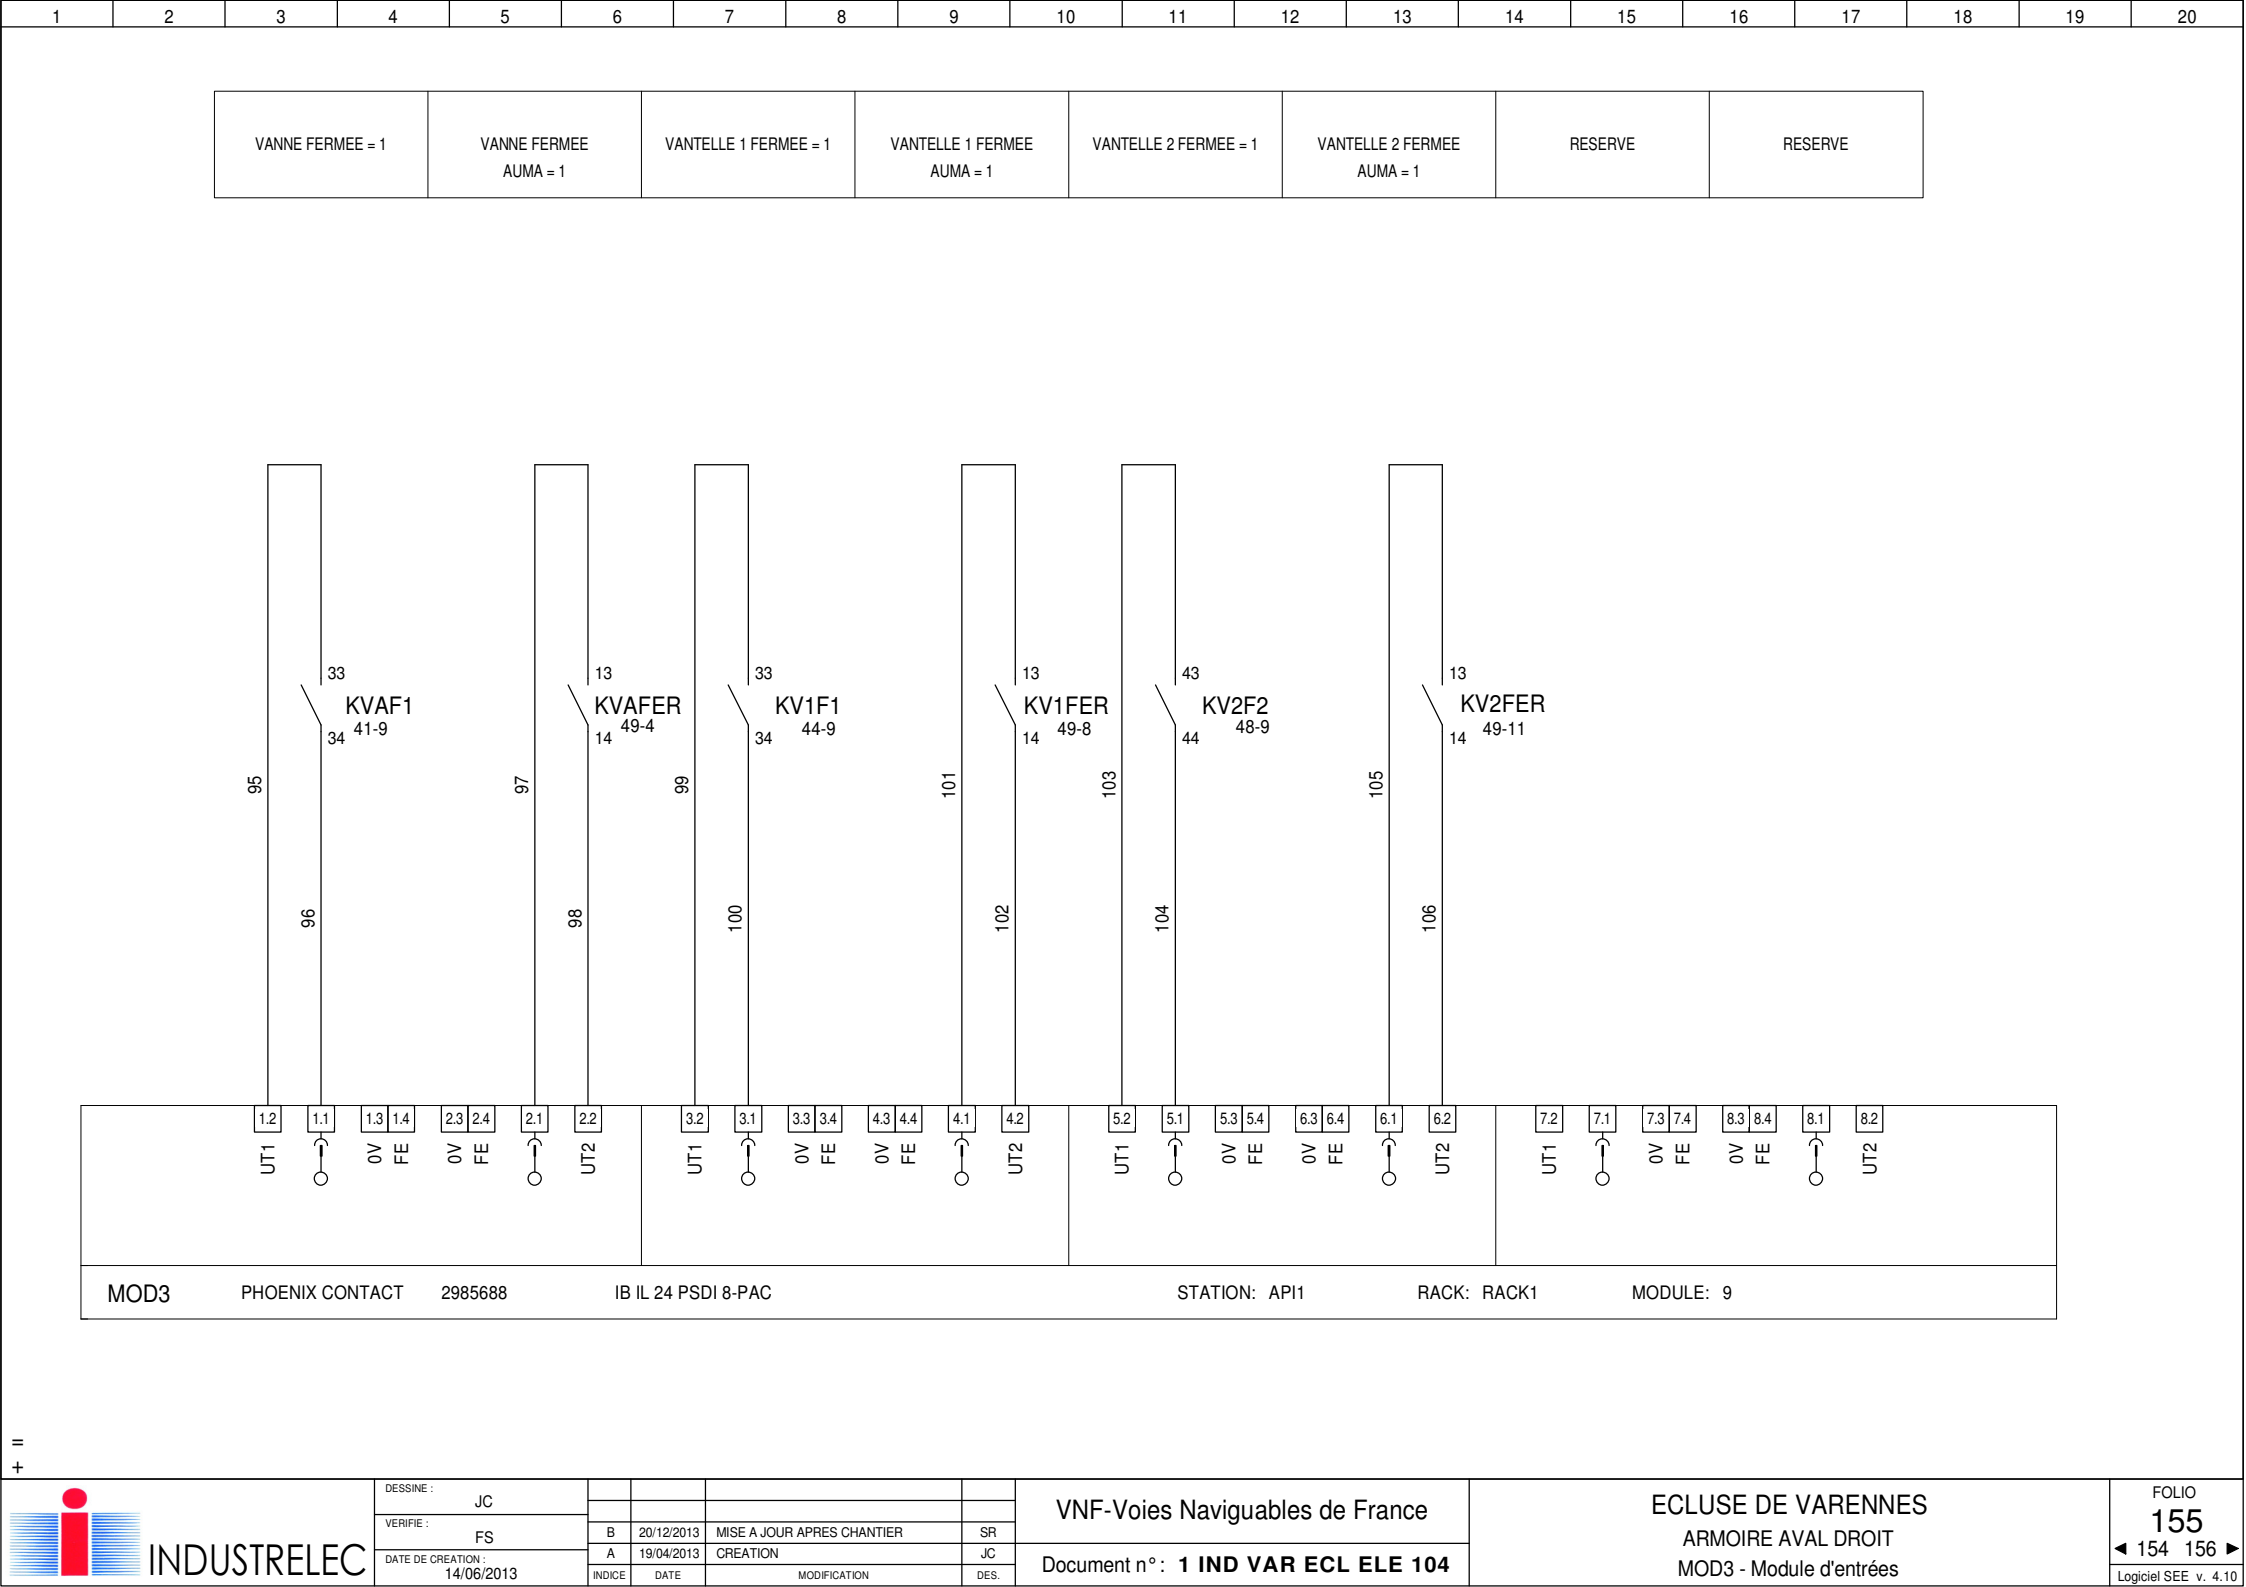 1 2 3 4 5 6 7 8 9 10 11 12 13 14 15 16 17 18 19 20
VANNE FERMEE = 1
VANNE FERMEE
AUMA = 1
VANTELLE 1 FERMEE = 1
VANTELLE 1 FERMEE
AUMA = 1
VANTELLE 2 FERMEE = 1
VANTELLE 2 FERMEE
AUMA = 1
RESERVE
RESERVE
33
KVAF1
41-9
34
13
KVAFER
49-4
14
33
KV1F1
44-9
34
13
KV1FER
49-8
14
43
KV2F2
48-9
44
13
KV2FER
49-11
14
95
96
97
98
99
100
101
102
103
104
105
106
1.2 1.1 1.3 1.4 2.3 2.4 2.1 2.2 3.2 3.1 3.3 3.4 4.3 4.4 4.1 4.2 5.2 5.1 5.3 5.4 6.3 6.4 6.1 6.2 7.2 7.1 7.3 7.4 8.3 8.4 8.1 8.2
UT1 0V FE 0V FE UT2 UT1 0V FE 0V FE UT2 UT1 0V FE 0V FE UT2 UT1 0V FE 0V FE UT2
MOD3 PHOENIX CONTACT 2985688 IB IL 24 PSDI 8-PAC STATION: API1 RACK: RACK1 MODULE: 9
=
+
INDUSTRELEC
DESSINE :
JC
VERIFIE :
FS
DATE DE CREATION :
14/06/2013
B 20/12/2013 MISE A JOUR APRES CHANTIER SR
A 19/04/2013 CREATION JC
INDICE DATE MODIFICATION DES.
VNF-Voies Naviguables de France
Document n° : 1 IND VAR ECL ELE 104
ECLUSE DE VARENNES
ARMOIRE AVAL DROIT
MOD3 - Module d'entrées
FOLIO
155
◄ 154 156 ►
Logiciel SEE v. 4.10